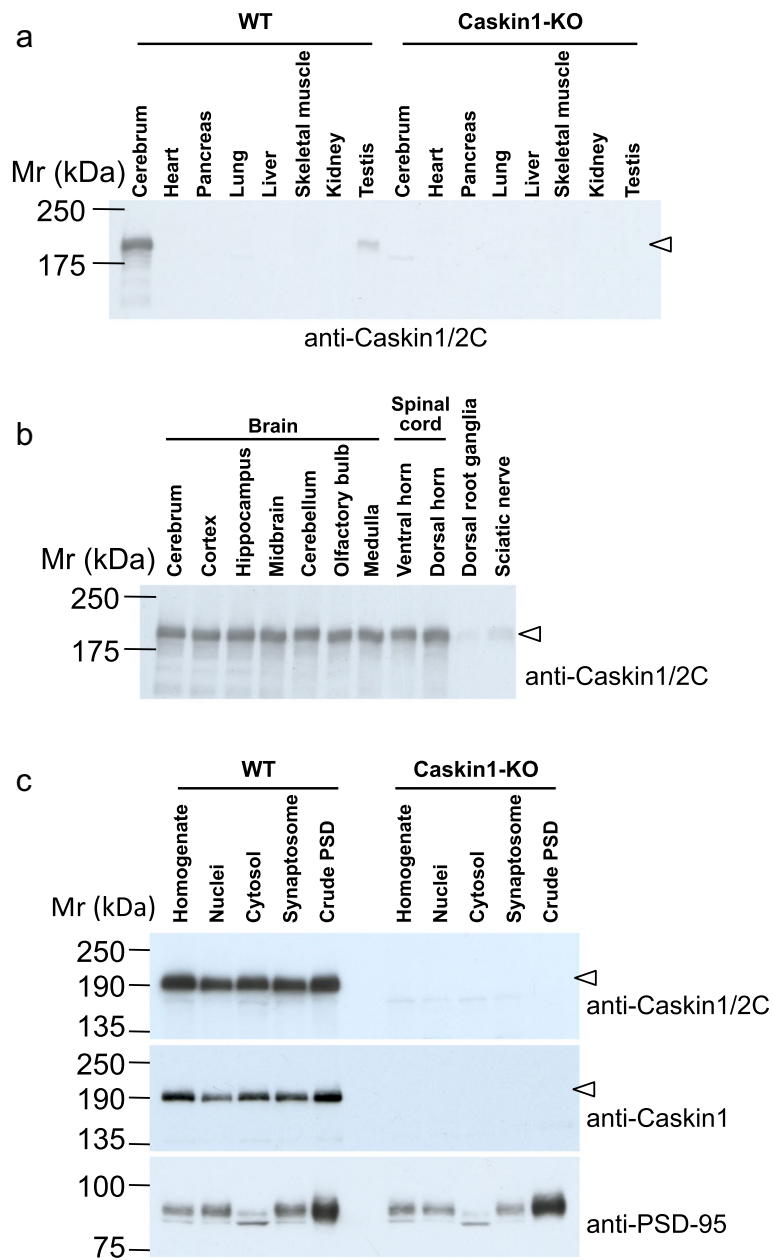 a
WT
Caskin1-KO
Cerebrum
Heart
Pancreas
Lung
Liver
Skeletal muscle
Kidney
Testis
Cerebrum
Heart
Pancreas
Lung
Liver
Skeletal muscle
Kidney
Testis
Mr (kDa)
250
175
anti-Caskin1/2C
b
Brain
Spinal
cord
Cerebrum
Cortex
Hippocampus
Midbrain
Cerebellum
Olfactory bulb
Medulla
Ventral horn
Dorsal horn
Dorsal root ganglia
Sciatic nerve
Mr (kDa)
250
175
anti-Caskin1/2C
c
WT
Caskin1-KO
Homogenate
Nuclei
Cytosol
Synaptosome
Crude PSD
Homogenate
Nuclei
Cytosol
Synaptosome
Crude PSD
Mr (kDa)
250
190
135
anti-Caskin1/2C
250
190
135
anti-Caskin1
100
75
anti-PSD-95